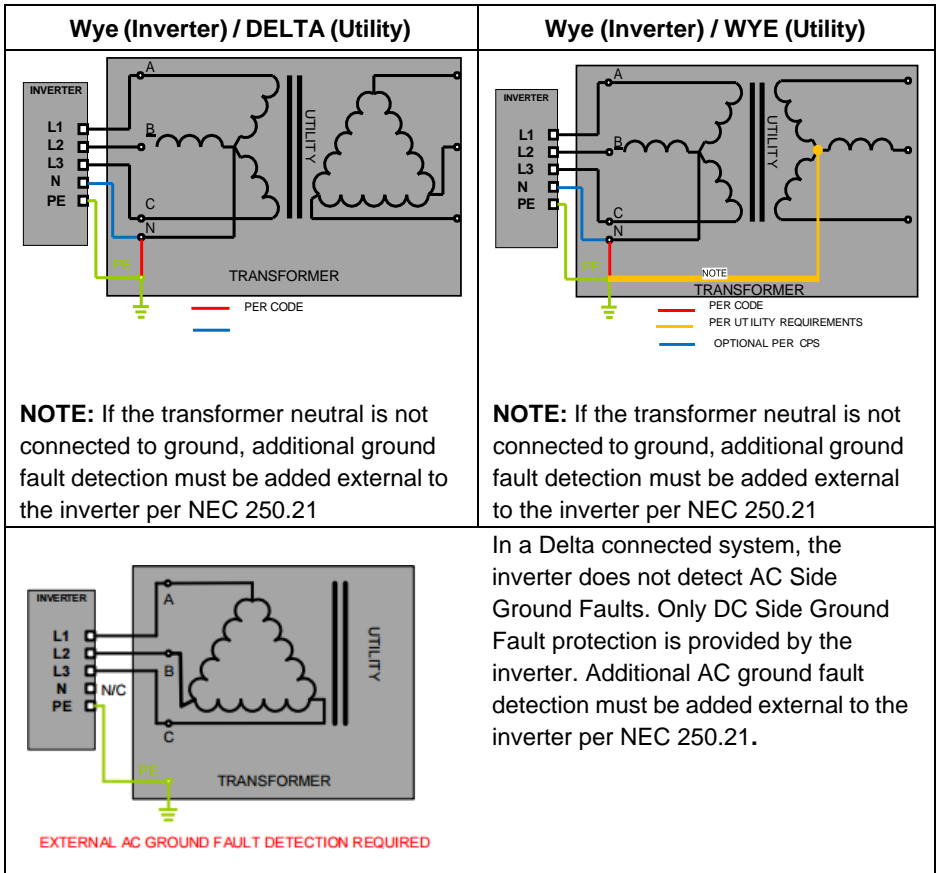 Wye (Inverter) / DELTA (Utility)
Wye (Inverter) / WYE (Utility)
INVERTER
L1
L2
L3
N
PE
A
B
C
N
PE
UTILITY
TRANSFORMER
PER CODE
NOTE: If the transformer neutral is not
connected to ground, additional ground
fault detection must be added external to
the inverter per NEC 250.21
INVERTER
L1
L2
L3
N
PE
A
B
C
N
PE
UTILITY
NOTE
TRANSFORMER
PER CODE
PER UTILITY REQUIREMENTS
OPTIONAL PER CPS
NOTE: If the transformer neutral is not
connected to ground, additional ground
fault detection must be added external
to the inverter per NEC 250.21
INVERTER
L1
L2
L3
N
N/C
PE
A
B
C
PE
UTILITY
TRANSFORMER
EXTERNAL AC GROUND FAULT DETECTION REQUIRED
In a Delta connected system, the
inverter does not detect AC Side
Ground Faults. Only DC Side Ground
Fault protection is provided by the
inverter. Additional AC ground fault
detection must be added external to the
inverter per NEC 250.21.